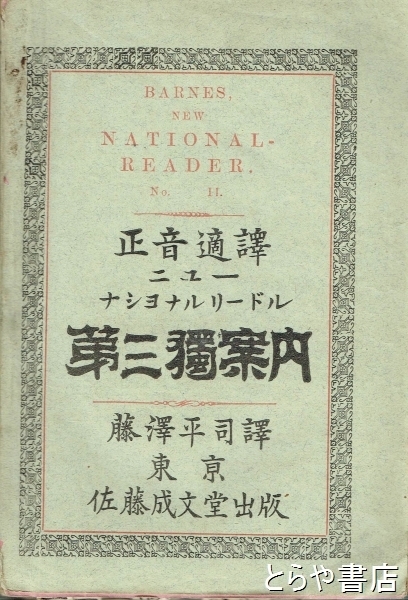 BARNES,
NEW
NATIONAL-
READER.
No. II.
正音適譯
ニユー
ナシヨナルリードル
第二獨案内
藤澤平司譯
東京
佐藤成文堂出版
とらや書店